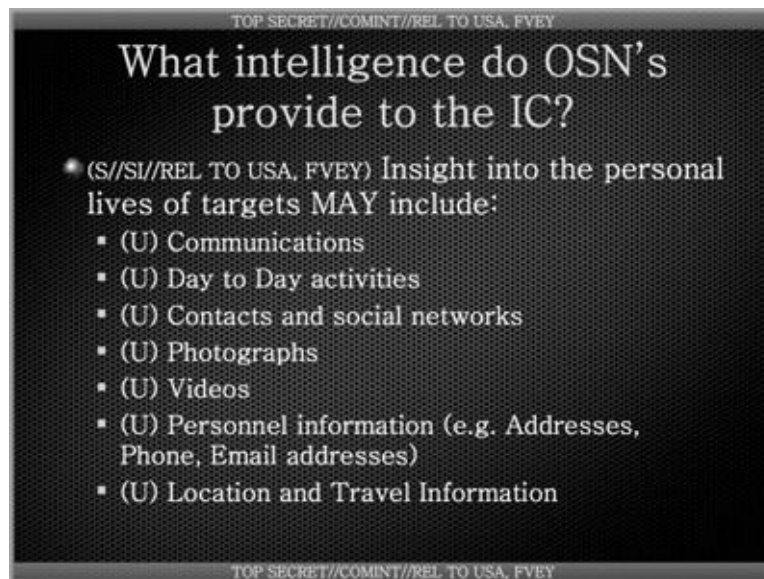 TOP SECRET//COMINT//REL TO USA, FVEY
What intelligence do OSN's
provide to the IC?
(S//SI//REL TO USA, FVEY) Insight into the personal
lives of targets MAY include:
(U) Communications
(U) Day to Day activities
(U) Contacts and social networks
(U) Photographs
(U) Videos
(U) Personnel information (e.g. Addresses,
Phone, Email addresses)
(U) Location and Travel Information
TOP SECRET//COMINT//REL TO USA, FVEY